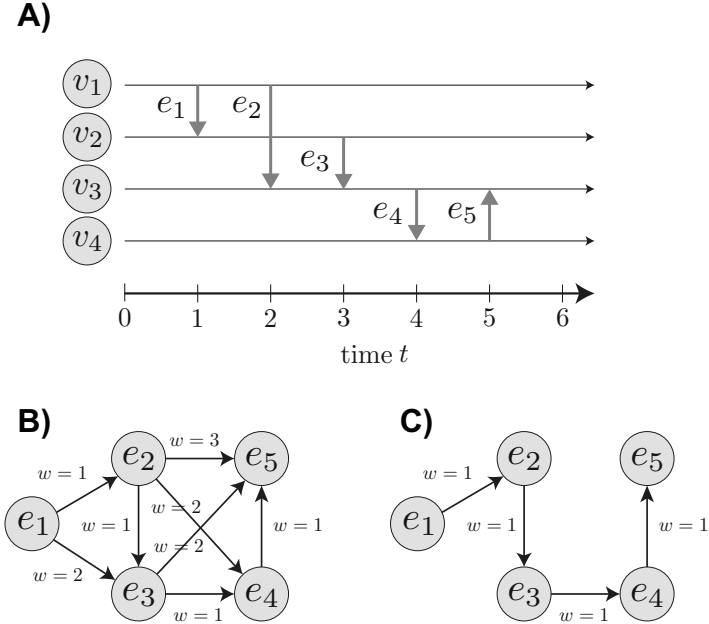 A)
v1
e1 e2
v2
e3
v3
e4 e5
v4
0 1 2 3 4 5 6
time t
B)
e2 w = 3 e5
w = 1
w = 2
e1 w = 1 w = 1
w = 2
w = 2
e3 e4
w = 1
C)
e2 e5
w = 1
e1 w = 1 w = 1
e3 e4
w = 1